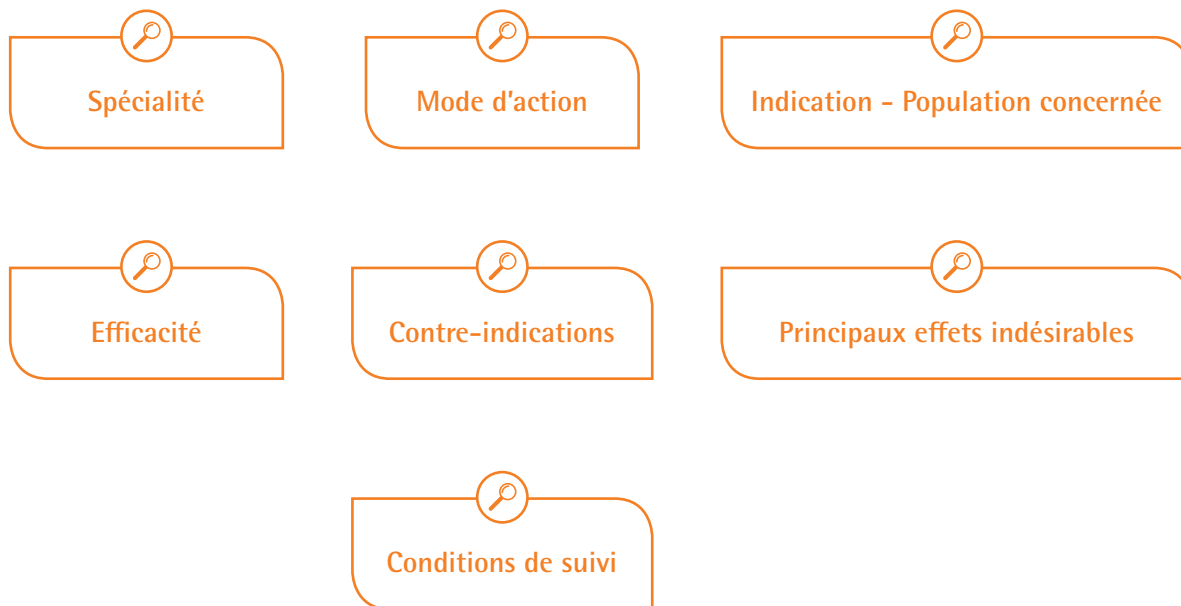 Spécialité
Mode d'action
Indication - Population concernée
Efficacité
Contre-indications
Principaux effets indésirables
Conditions de suivi